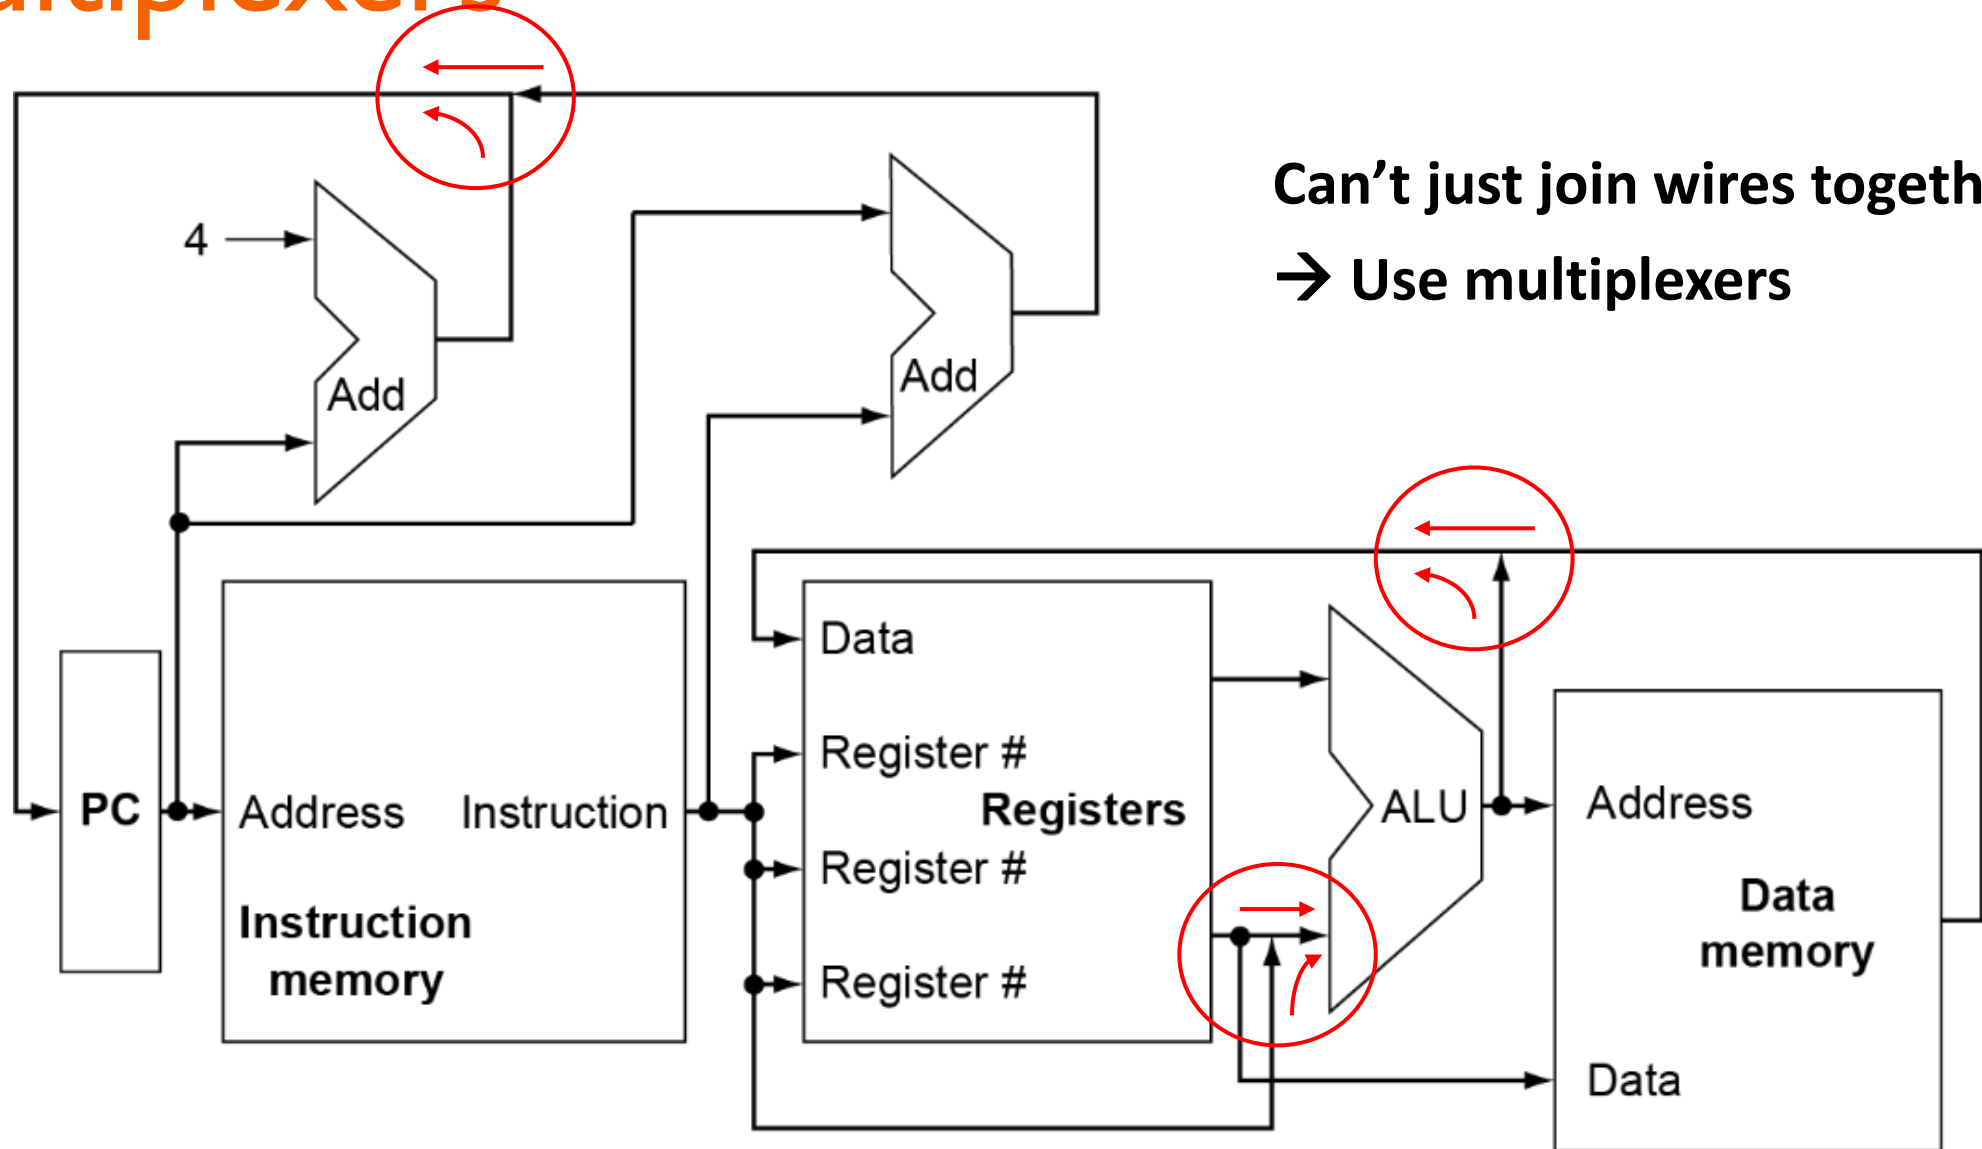 Can’t just join wires
→ Use multiplexers
4
Add
Add
Data
Register #
Registers
Register #
Register #
PC
Address
Instruction
Instruction
memory
ALU
Address
Data
memory
Data